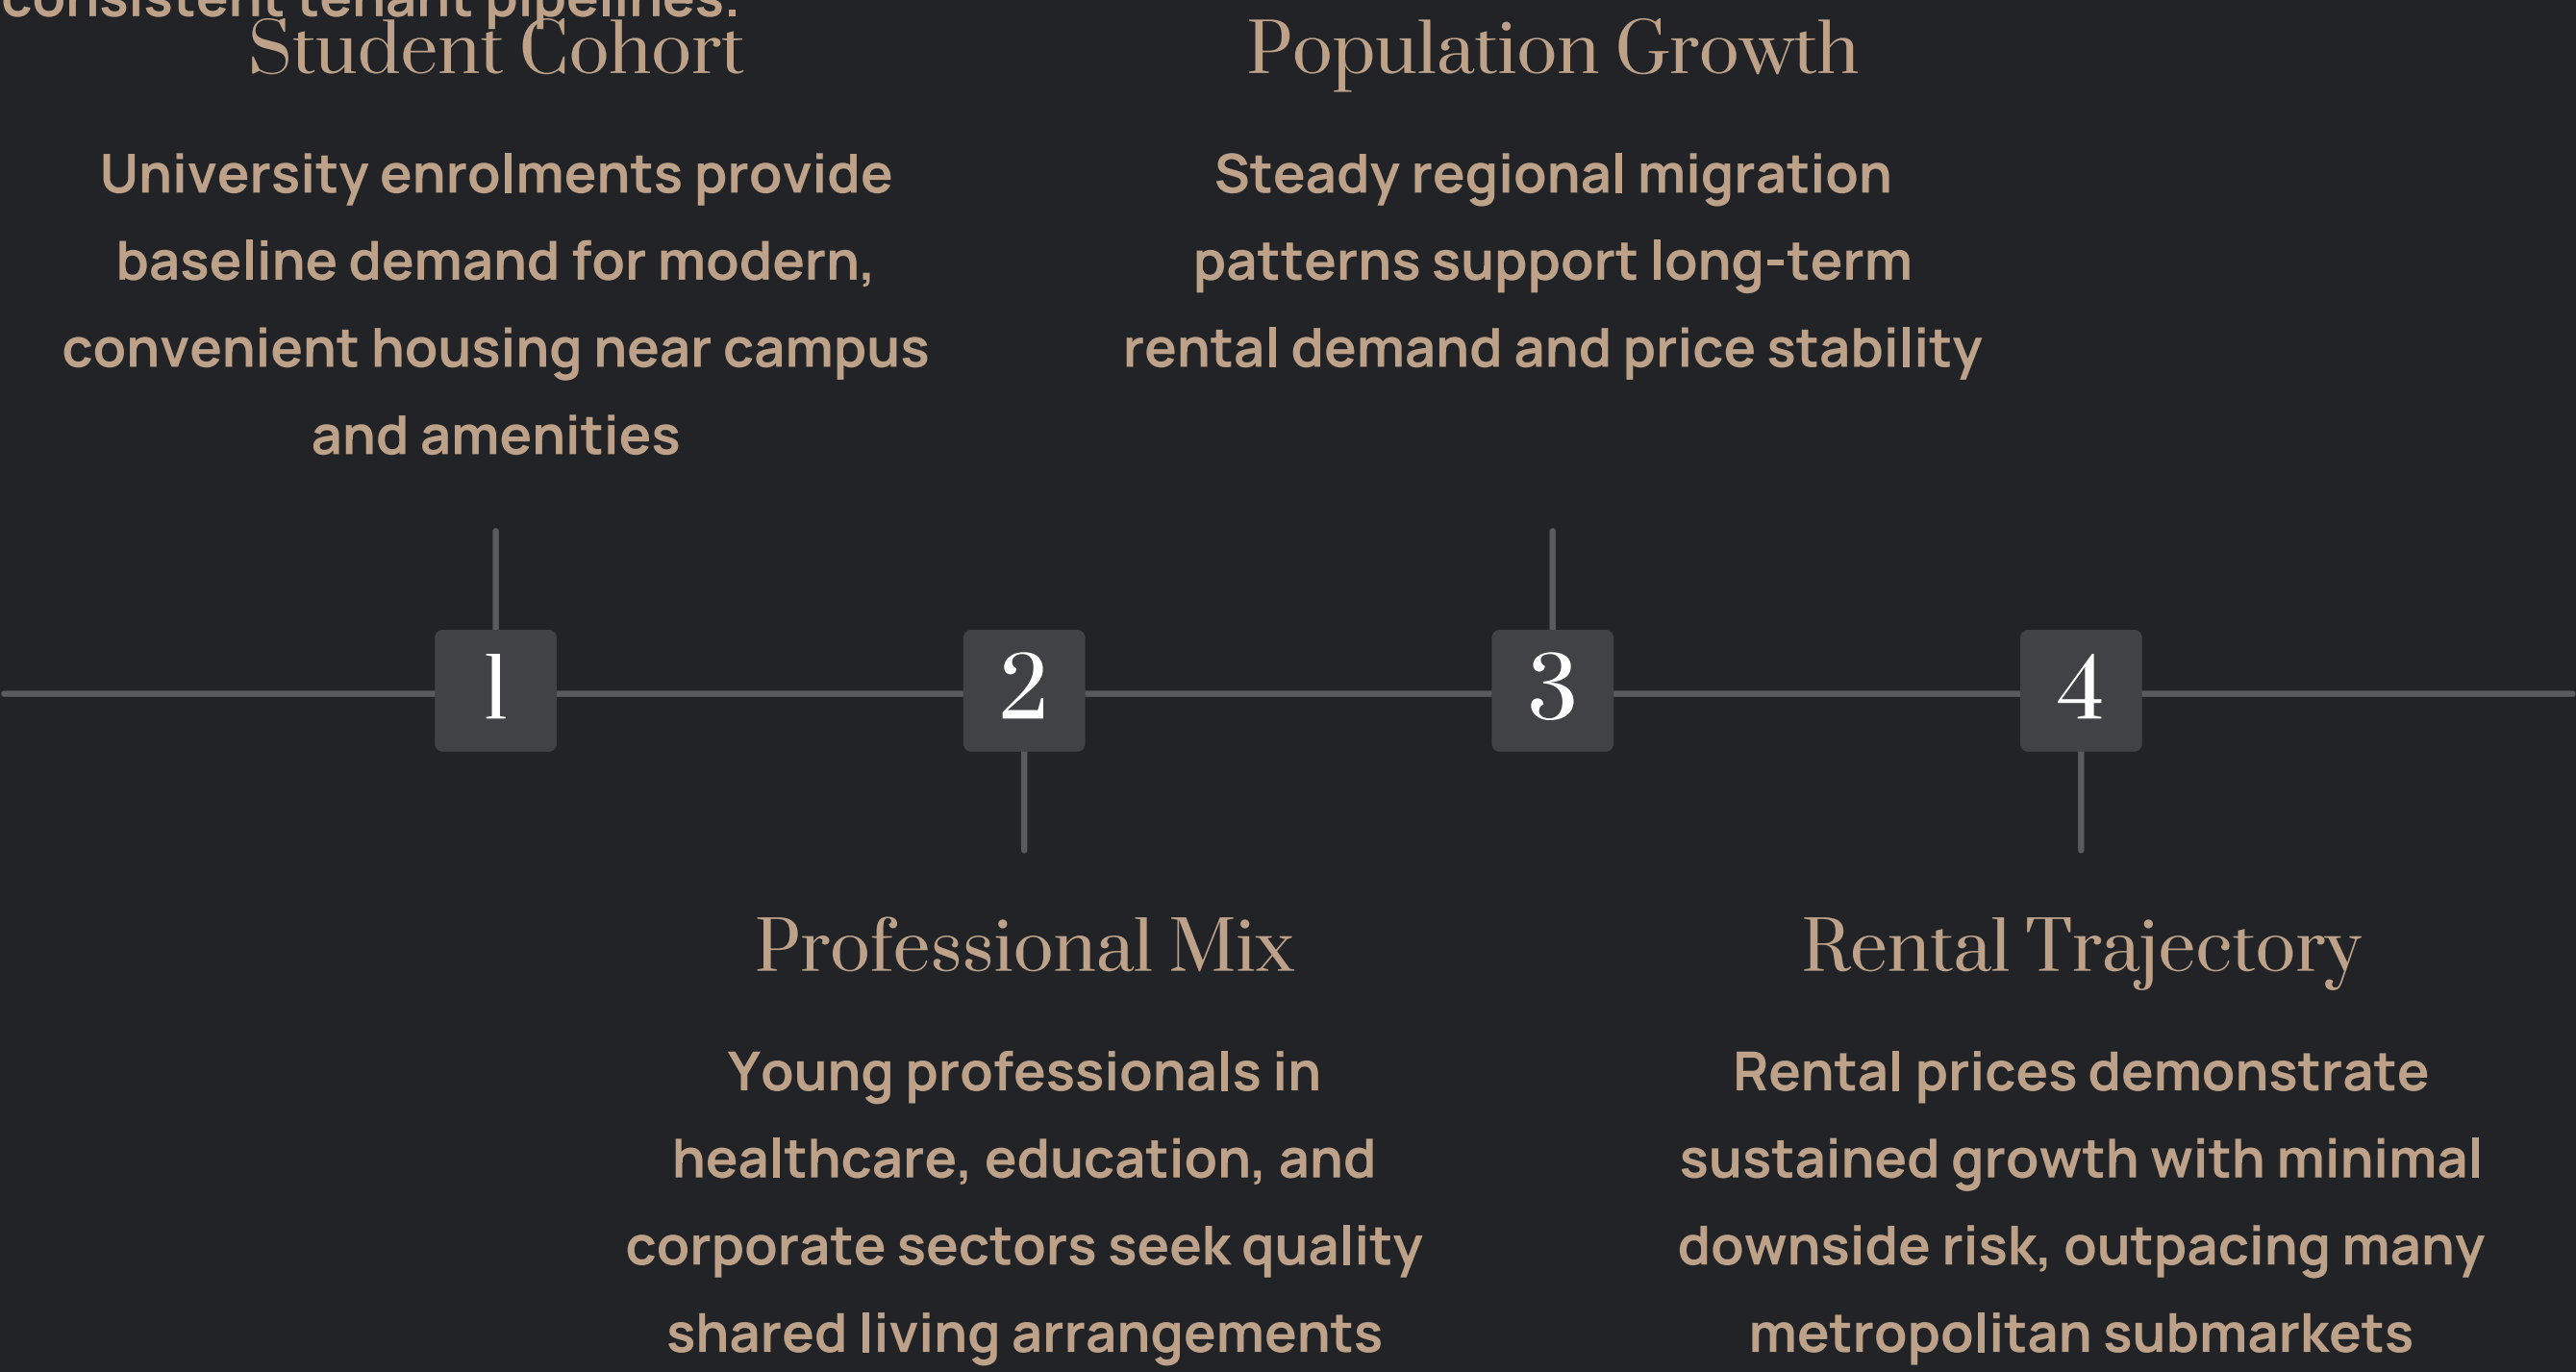 consistent tenant pipelines.
Student Cohort
University enrolments provide
baseline demand for modern,
convenient housing near campus
and amenities
Population Growth
Steady regional migration
patterns support long-term
rental demand and price stability
1
2
3
4
Professional Mix
Young professionals in
healthcare, education, and
corporate sectors seek quality
shared living arrangements
Rental Trajectory
Rental prices demonstrate
sustained growth with minimal
downside risk, outpacing many
metropolitan submarkets